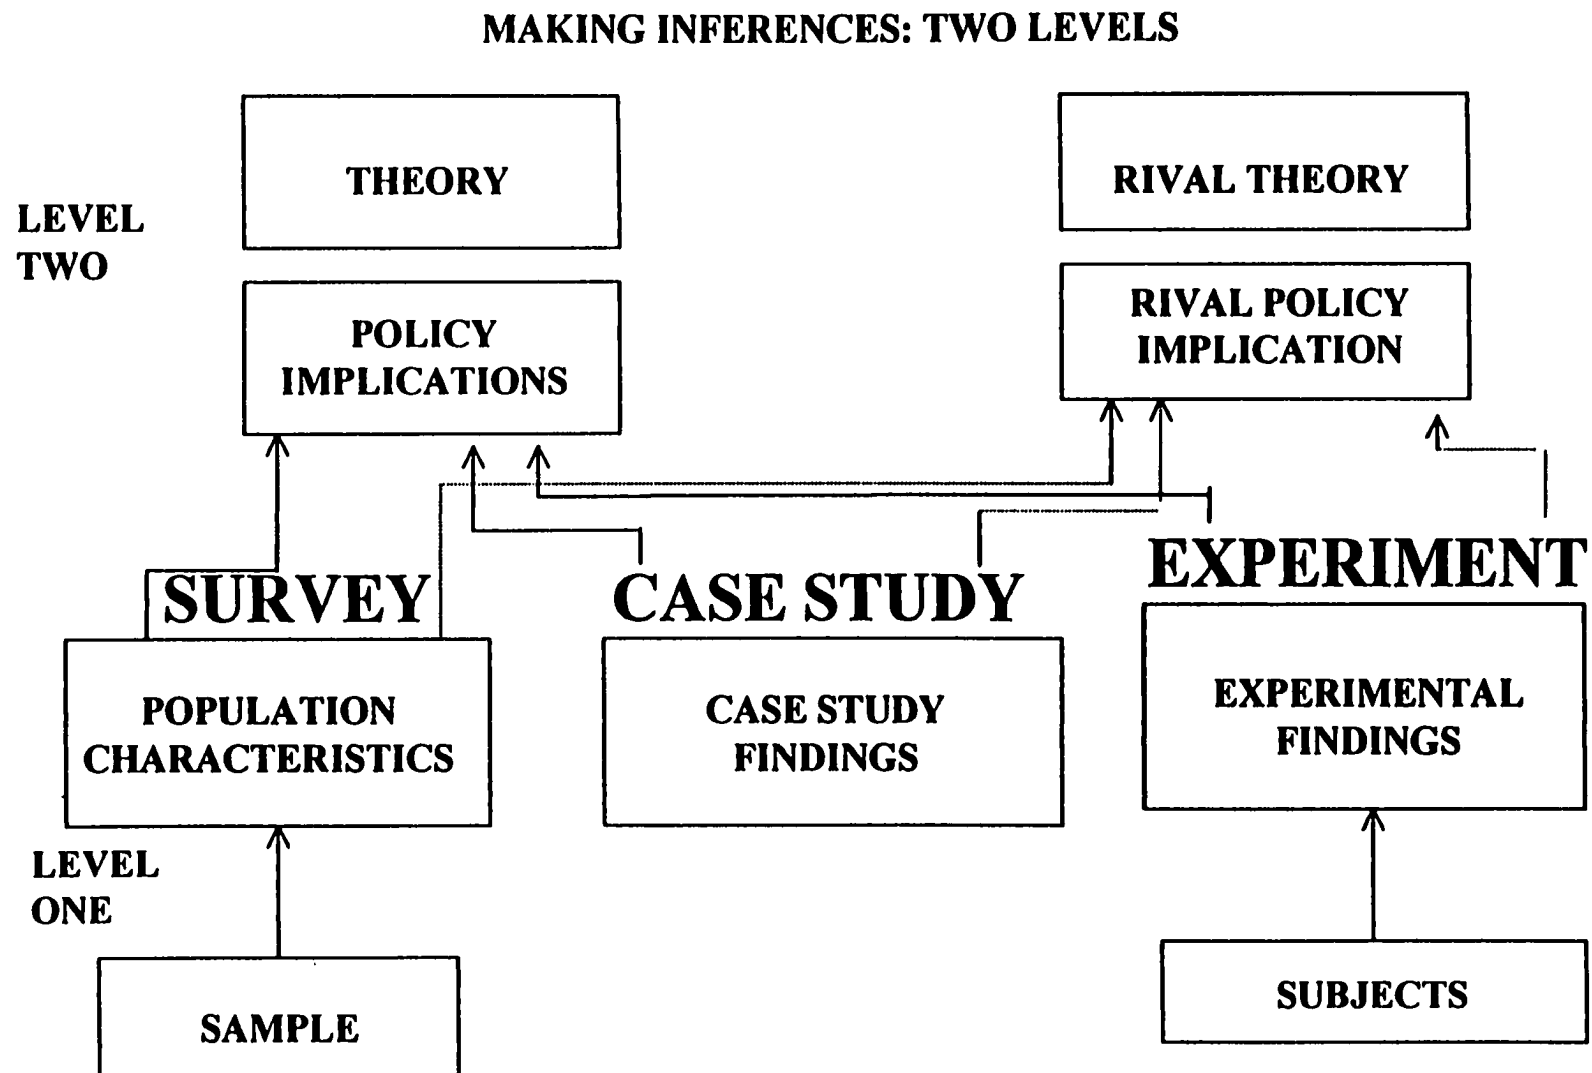 MAKING INFERENCES: TWO LEVELS
THEORY
RIVAL THEORY
LEVEL
TWO
POLICY
IMPLICATIONS
RIVAL POLICY
IMPLICATION
SURVEY
CASE STUDY
EXPERIMENT
POPULATION
CHARACTERISTICS
CASE STUDY
FINDINGS
EXPERIMENTAL
FINDINGS
LEVEL
ONE
SAMPLE
SUBJECTS